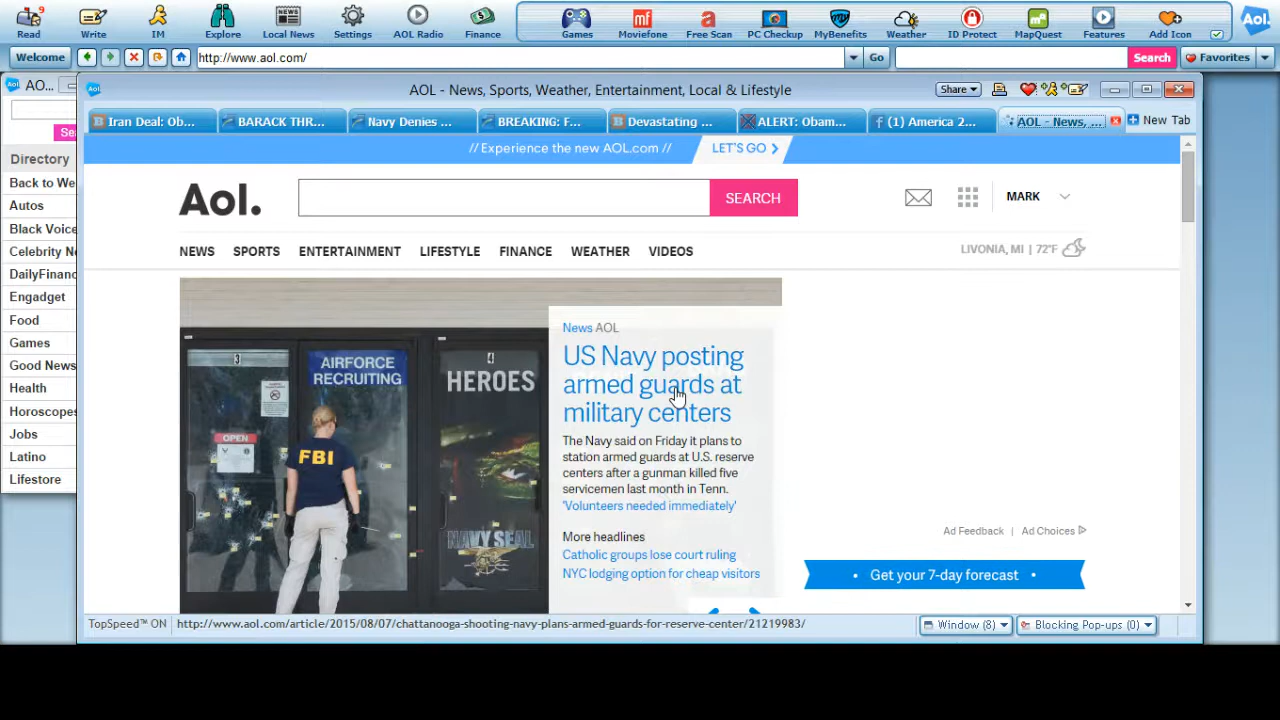 9
Read Write IM Explore Local News Settings AOL Radio Finance Games Moviefone Free Scan PC Checkup MyBenefits Weather ID Protect MapQuest Features Add Icon Aol.
Welcome http://www.aol.com/ Go Search Favorites
AO... AOL - News, Sports, Weather, Entertainment, Local & Lifestyle Share
Iran Deal: Ob... BARACK THR... Navy Denies ... BREAKING: F... Devastating ... ALERT: Obam... (1) America 2... AOL - News, ... New Tab
Sea
Directory
Back to We
Autos
Black Voice
Celebrity N
DailyFinanc
Engadget
Food
Games
Good News
Health
Horoscopes
Jobs
Latino
Lifestore
// Experience the new AOL.com // LET'S GO
Aol. SEARCH MARK
NEWS SPORTS ENTERTAINMENT LIFESTYLE FINANCE WEATHER VIDEOS LIVONIA, MI | 72°F
3
AIRFORCE
RECRUITING
OPEN
FBI
4
HEROES
NAVY SEAL
News AOL
US Navy posting
armed guards at
military centers
The Navy said on Friday it plans to
station armed guards at U.S. reserve
centers after a gunman killed five
servicemen last month in Tenn.
'Volunteers needed immediately'
More headlines
Catholic groups lose court ruling
NYC lodging option for cheap visitors
Ad Feedback | Ad Choices
• Get your 7-day forecast •
TopSpeed™ ON http://www.aol.com/article/2015/08/07/chattanooga-shooting-navy-plans-armed-guards-for-reserve-center/21219983/ Window (8) Blocking Pop-ups (0)